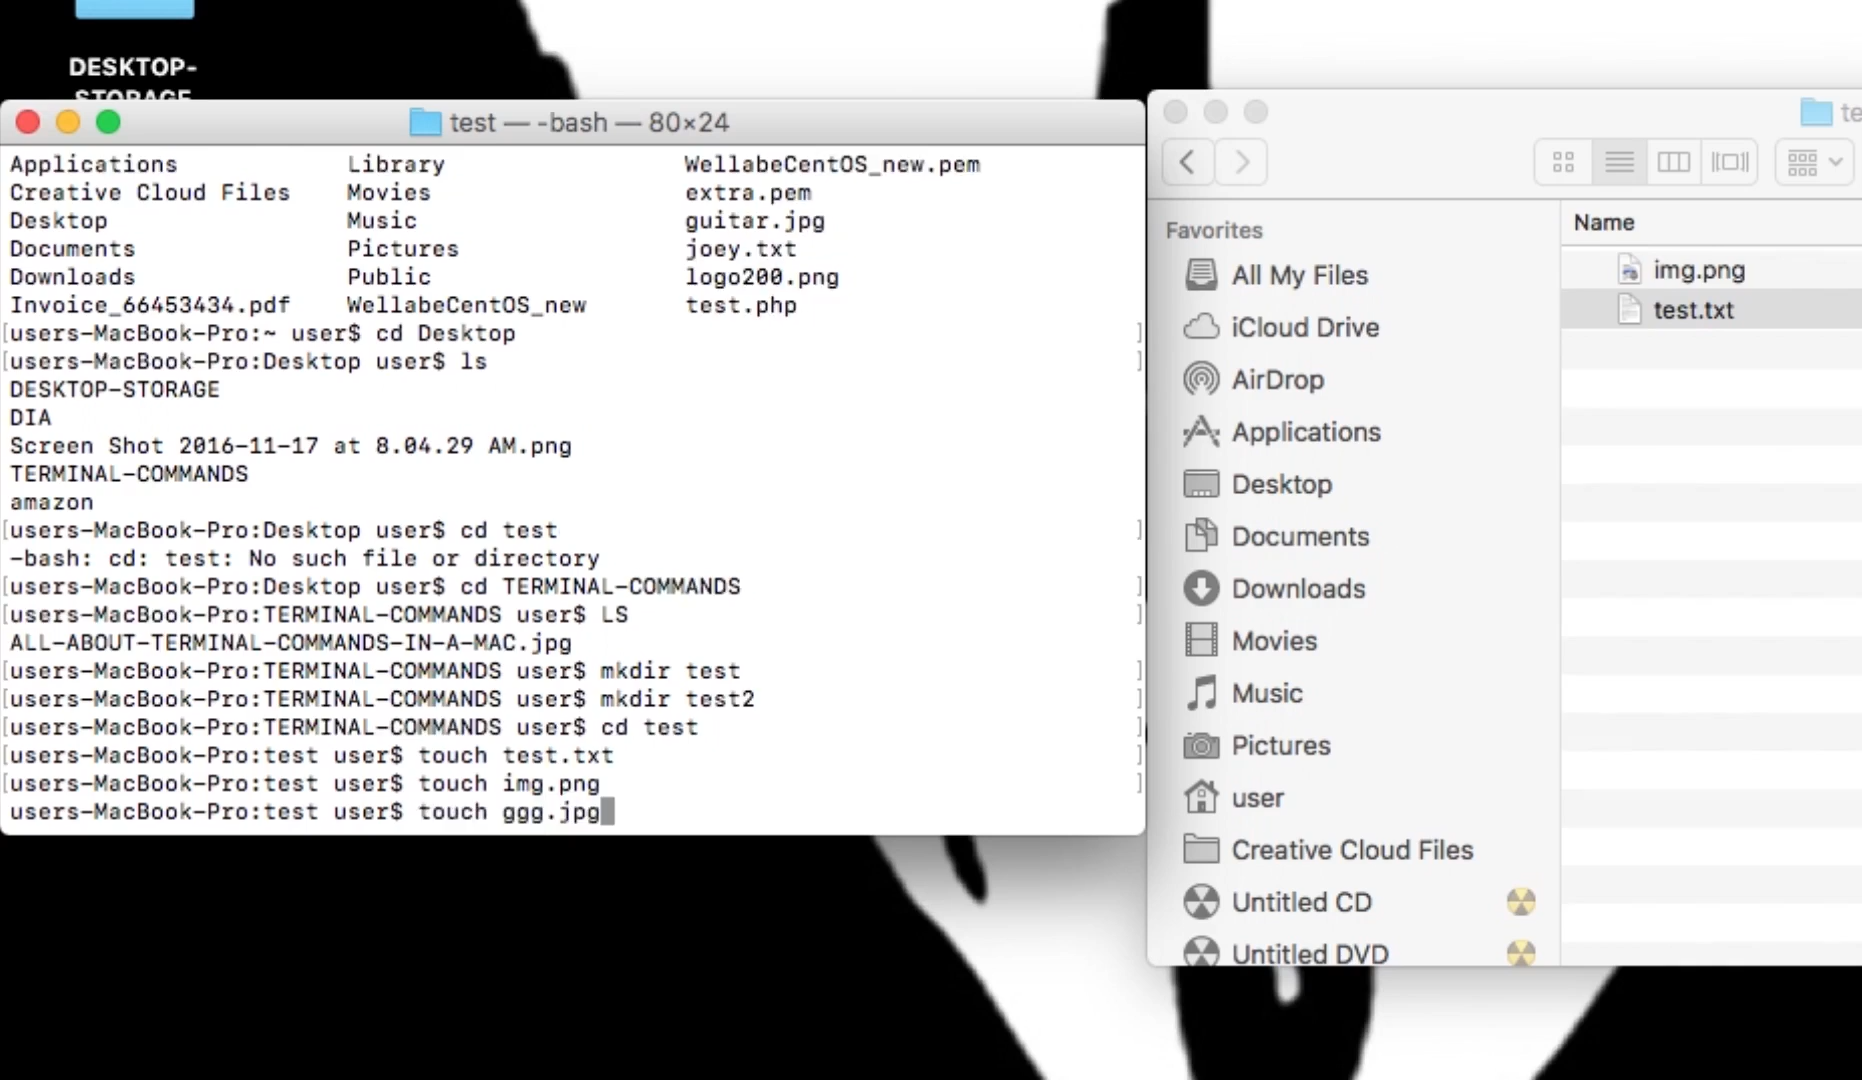 DESKTOP-
STORAGE
test — -bash — 80×24
Applications Library WellabeCentOS_new.pem
Creative Cloud Files Movies extra.pem
Desktop Music guitar.jpg
Documents Pictures joey.txt
Downloads Public logo200.png
Invoice_66453434.pdf WellabeCentOS_new test.php
[users-MacBook-Pro:~ user$ cd Desktop ]
[users-MacBook-Pro:Desktop user$ ls ]
DESKTOP-STORAGE
DIA
Screen Shot 2016-11-17 at 8.04.29 AM.png
TERMINAL-COMMANDS
amazon
[users-MacBook-Pro:Desktop user$ cd test ]
-bash: cd: test: No such file or directory
[users-MacBook-Pro:Desktop user$ cd TERMINAL-COMMANDS ]
[users-MacBook-Pro:TERMINAL-COMMANDS user$ LS ]
ALL-ABOUT-TERMINAL-COMMANDS-IN-A-MAC.jpg
[users-MacBook-Pro:TERMINAL-COMMANDS user$ mkdir test ]
[users-MacBook-Pro:TERMINAL-COMMANDS user$ mkdir test2 ]
[users-MacBook-Pro:TERMINAL-COMMANDS user$ cd test ]
[users-MacBook-Pro:test user$ touch test.txt ]
[users-MacBook-Pro:test user$ touch img.png ]
users-MacBook-Pro:test user$ touch ggg.jpg
te
Favorites
All My Files
iCloud Drive
AirDrop
Applications
Desktop
Documents
Downloads
Movies
Music
Pictures
user
Creative Cloud Files
Untitled CD
Untitled DVD
Name
img.png
test.txt